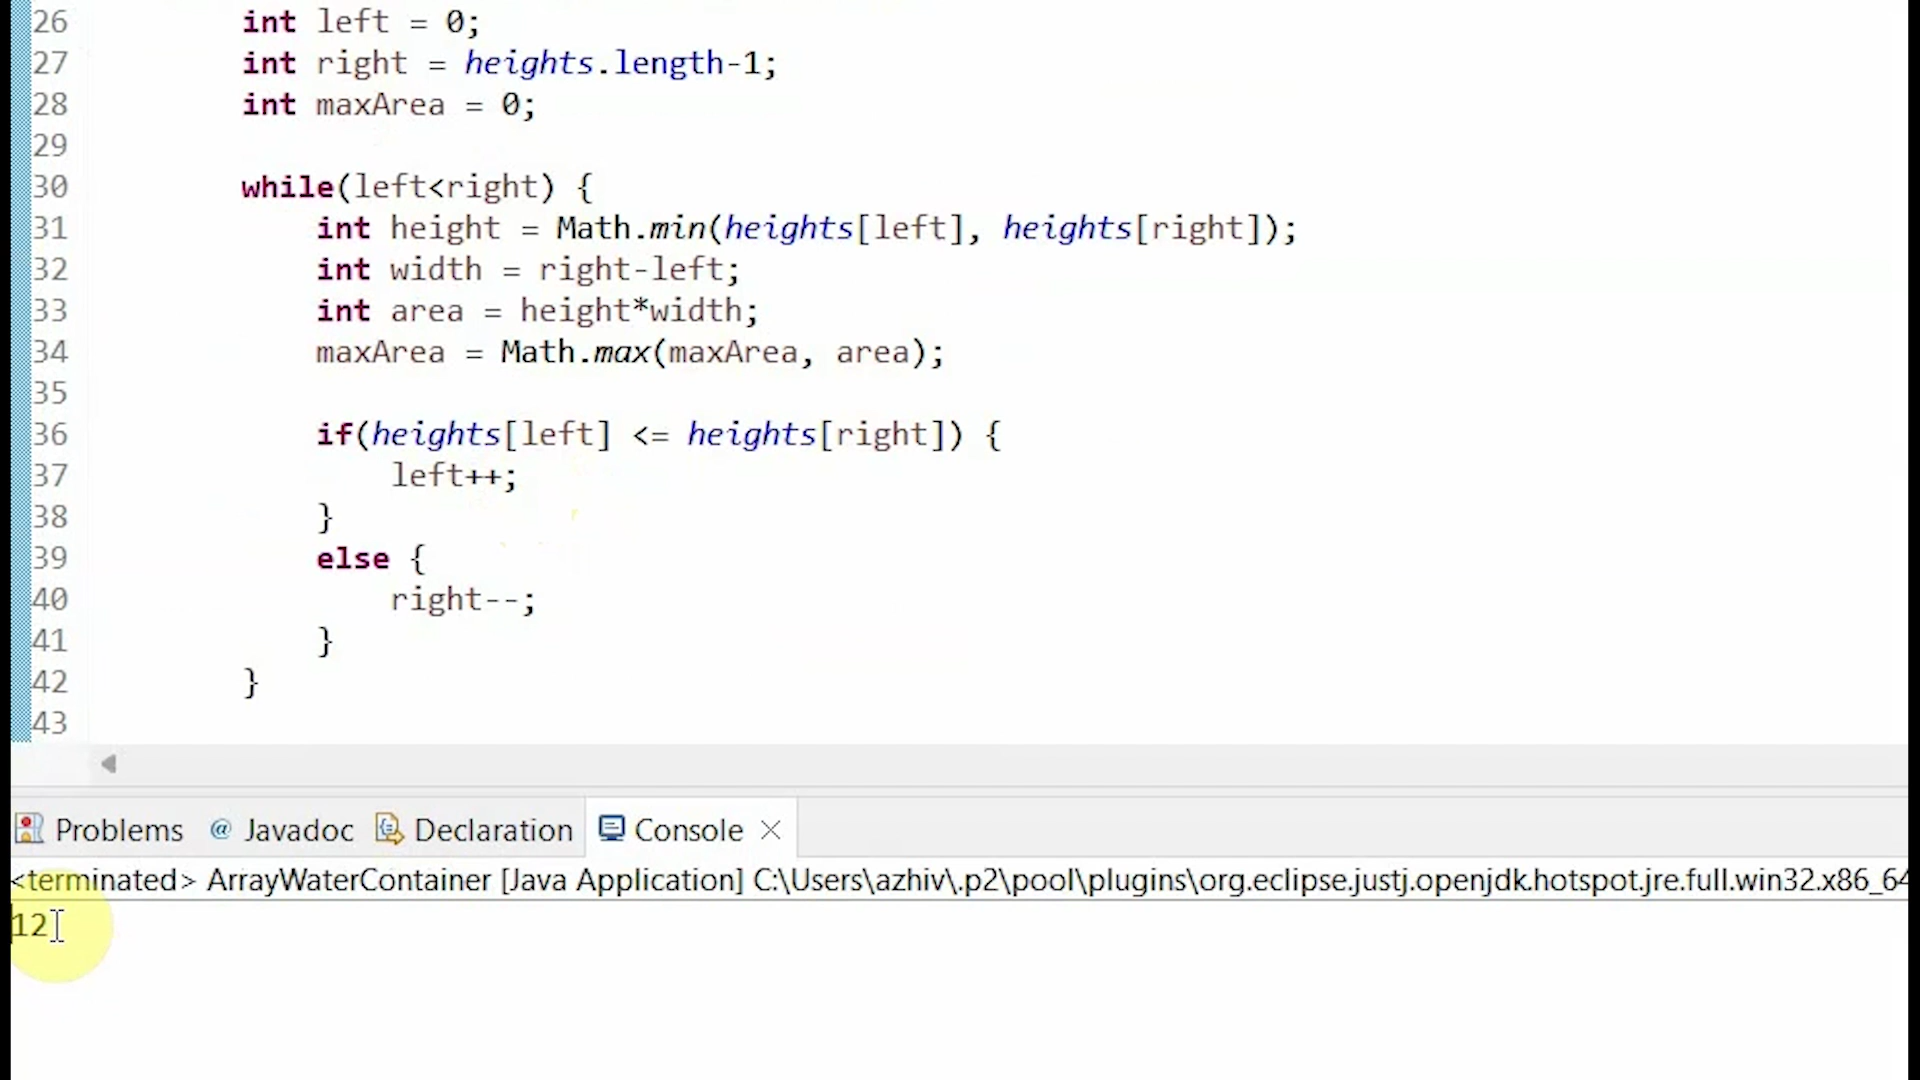 26 int left = 0;
27 int right = heights.length-1;
28 int maxArea = 0;
29
30 while(left<right) {
31 int height = Math.min(heights[left], heights[right]);
32 int width = right-left;
33 int area = height*width;
34 maxArea = Math.max(maxArea, area);
35
36 if(heights[left] <= heights[right]) {
37 left++;
38 }
39 else {
40 right--;
41 }
42 }
43
Problems @ Javadoc Declaration Console
<terminated> ArrayWaterContainer [Java Application] C:\Users\azhiv\.p2\pool\plugins\org.eclipse.justj.openjdk.hotspot.jre.full.win32.x86_64
12